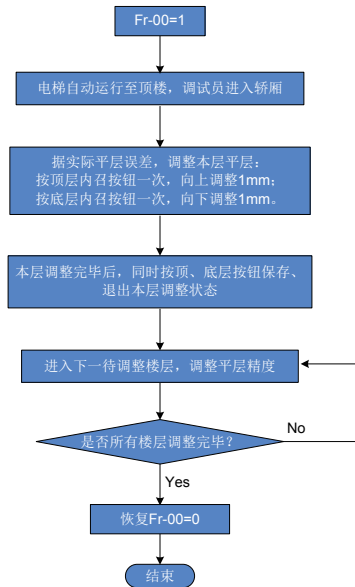 Fr-00=1
电梯自动运行至顶楼，调试员进入轿厢
据实际平层误差，调整本层平层：
按顶层内召按钮一次，向上调整1mm；
按底层内召按钮一次，向下调整1mm。
本层调整完毕后，同时按顶、底层按钮保存、
退出本层调整状态
进入下一待调整楼层，调整平层精度
是否所有楼层调整完毕？
No
Yes
恢复Fr-00=0
结束